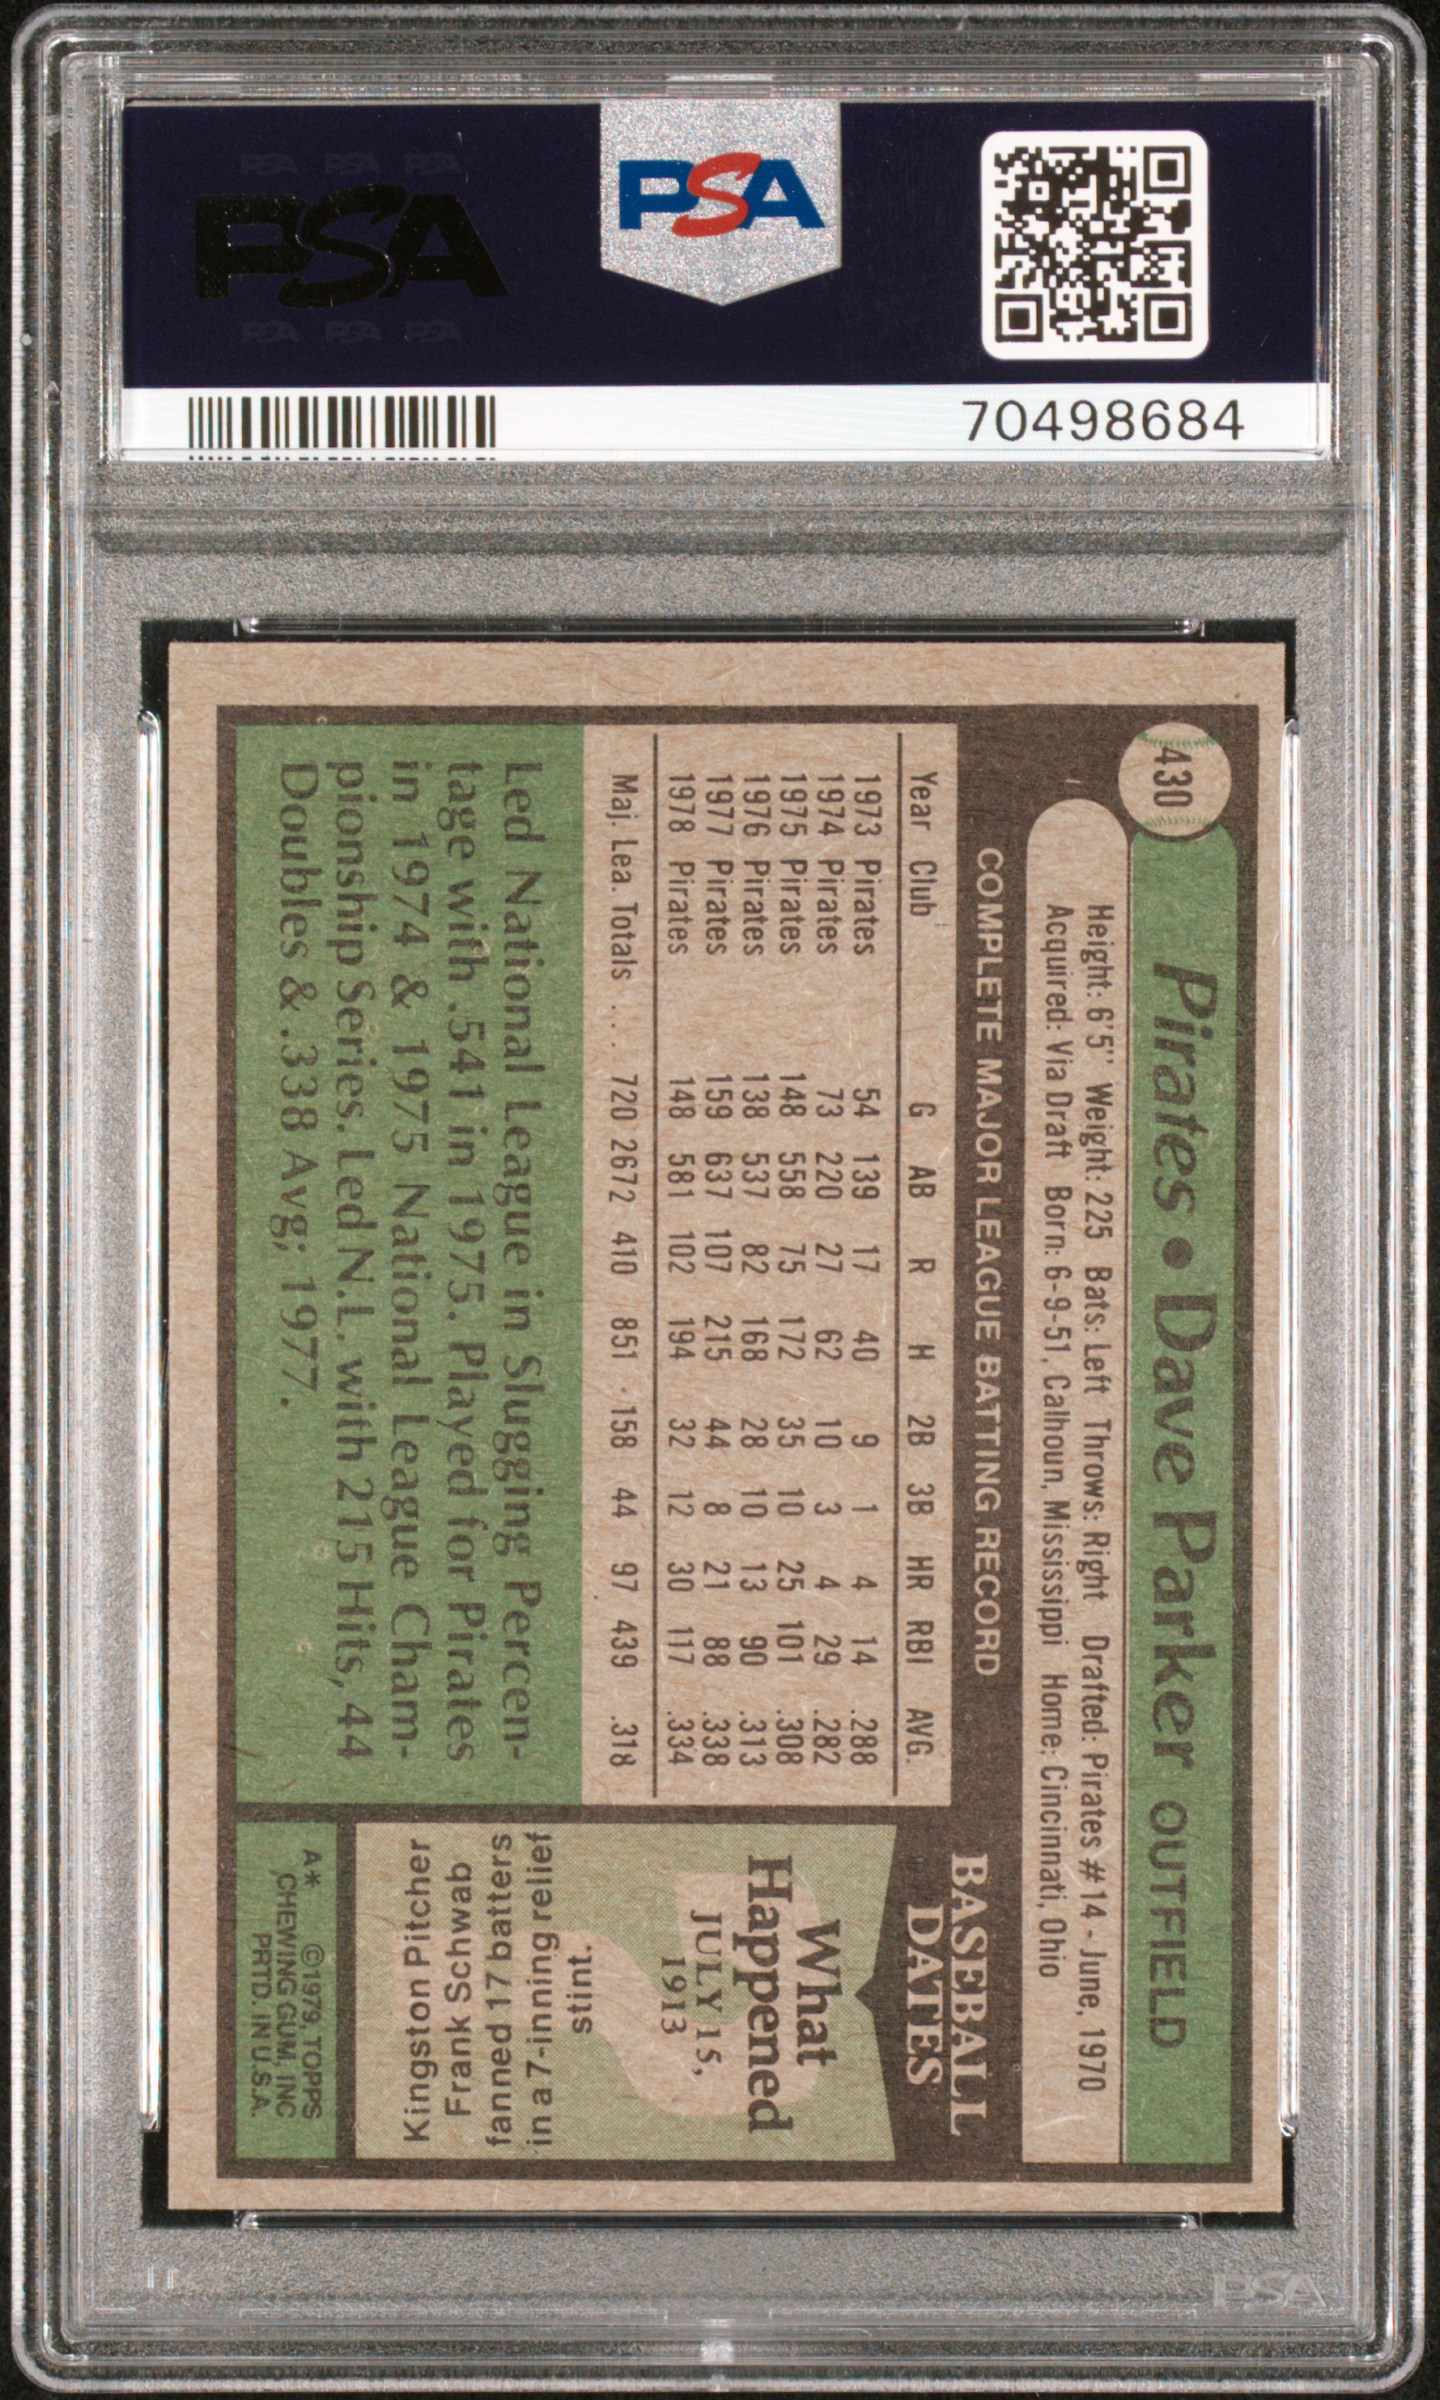 PSA PSA PSA
PSA
PSA PSA PSA
PSA
70498684
430
Pirates • Dave Parker OUTFIELD
Height: 6'5'' Weight: 225 Bats: Left Throws: Right Drafted: Pirates #14 - June, 1970
Acquired: Via Draft Born: 6-9-51, Calhoun, Mississippi Home: Cincinnati, Ohio
COMPLETE MAJOR LEAGUE BATTING RECORD
Year Club G AB R H 2B 3B HR RBI AVG.
1973 Pirates 54 139 17 40 9 1 4 14 .288
1974 Pirates 73 220 27 62 10 3 4 29 .282
1975 Pirates 148 558 75 172 35 10 25 101 .308
1976 Pirates 138 537 82 168 28 10 13 90 .313
1977 Pirates 159 637 107 215 44 8 21 88 .338
1978 Pirates 148 581 102 194 32 12 30 117 .334
Maj. Lea. Totals . . . 720 2672 410 851 158 44 97 439 .318
Led National League in Slugging Percen-
tage with .541 in 1975. Played for Pirates
in 1974 & 1975 National League Cham-
pionship Series. Led N.L. with 215 Hits, 44
Doubles & .338 Avg; 1977.
BASEBALL
DATES
What
Happened
JULY 15,
1913
Kingston Pitcher
Frank Schwab
fanned 17 batters
in a 7-inning relief
stint.
A* ©1979, TOPPS
CHEWING GUM, INC
PRTD. IN U.S.A.
PSA